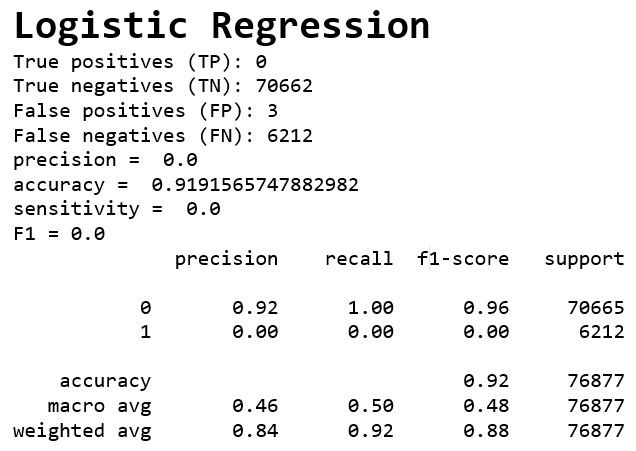 Logistic Regression
True positives (TP): 0
True negatives (TN): 70662
False positives (FP): 3
False negatives (FN): 6212
precision =  0.0
accuracy =  0.9191565747882982
sensitivity =  0.0
F1 = 0.0
precision    recall  f1-score   support
0       0.92      1.00      0.96     70665
1       0.00      0.00      0.00      6212
accuracy                           0.92     76877
macro avg       0.46      0.50      0.48     76877
weighted avg       0.84      0.92      0.88     76877